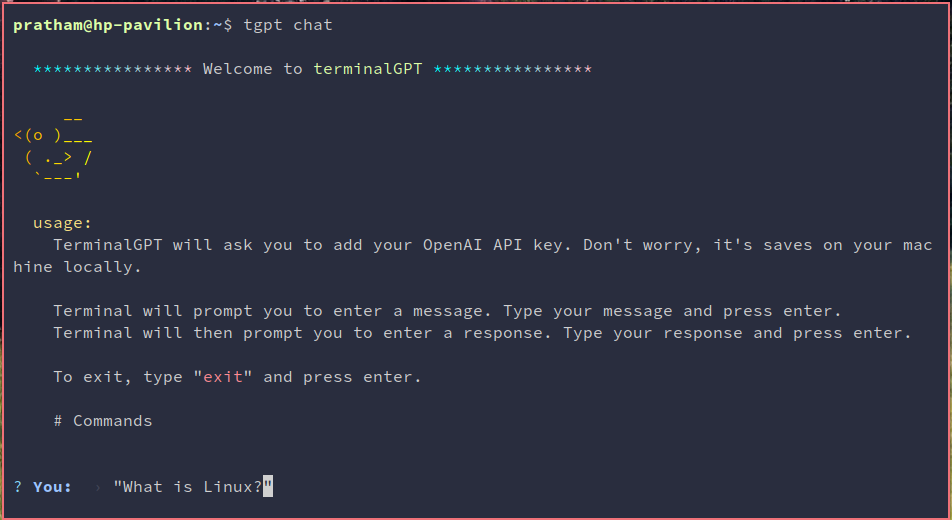 pratham@hp-pavilion:~$ tgpt chat
**************** Welcome to terminalGPT ****************
      __
<(o )___
 ( ._> /
  `---'
usage:
TerminalGPT will ask you to add your OpenAI API key. Don't worry, it's saves on your mac
hine locally.
Terminal will prompt you to enter a message. Type your message and press enter.
Terminal will then prompt you to enter a response. Type your response and press enter.
To exit, type "exit" and press enter.
# Commands
? You: › "What is Linux?"